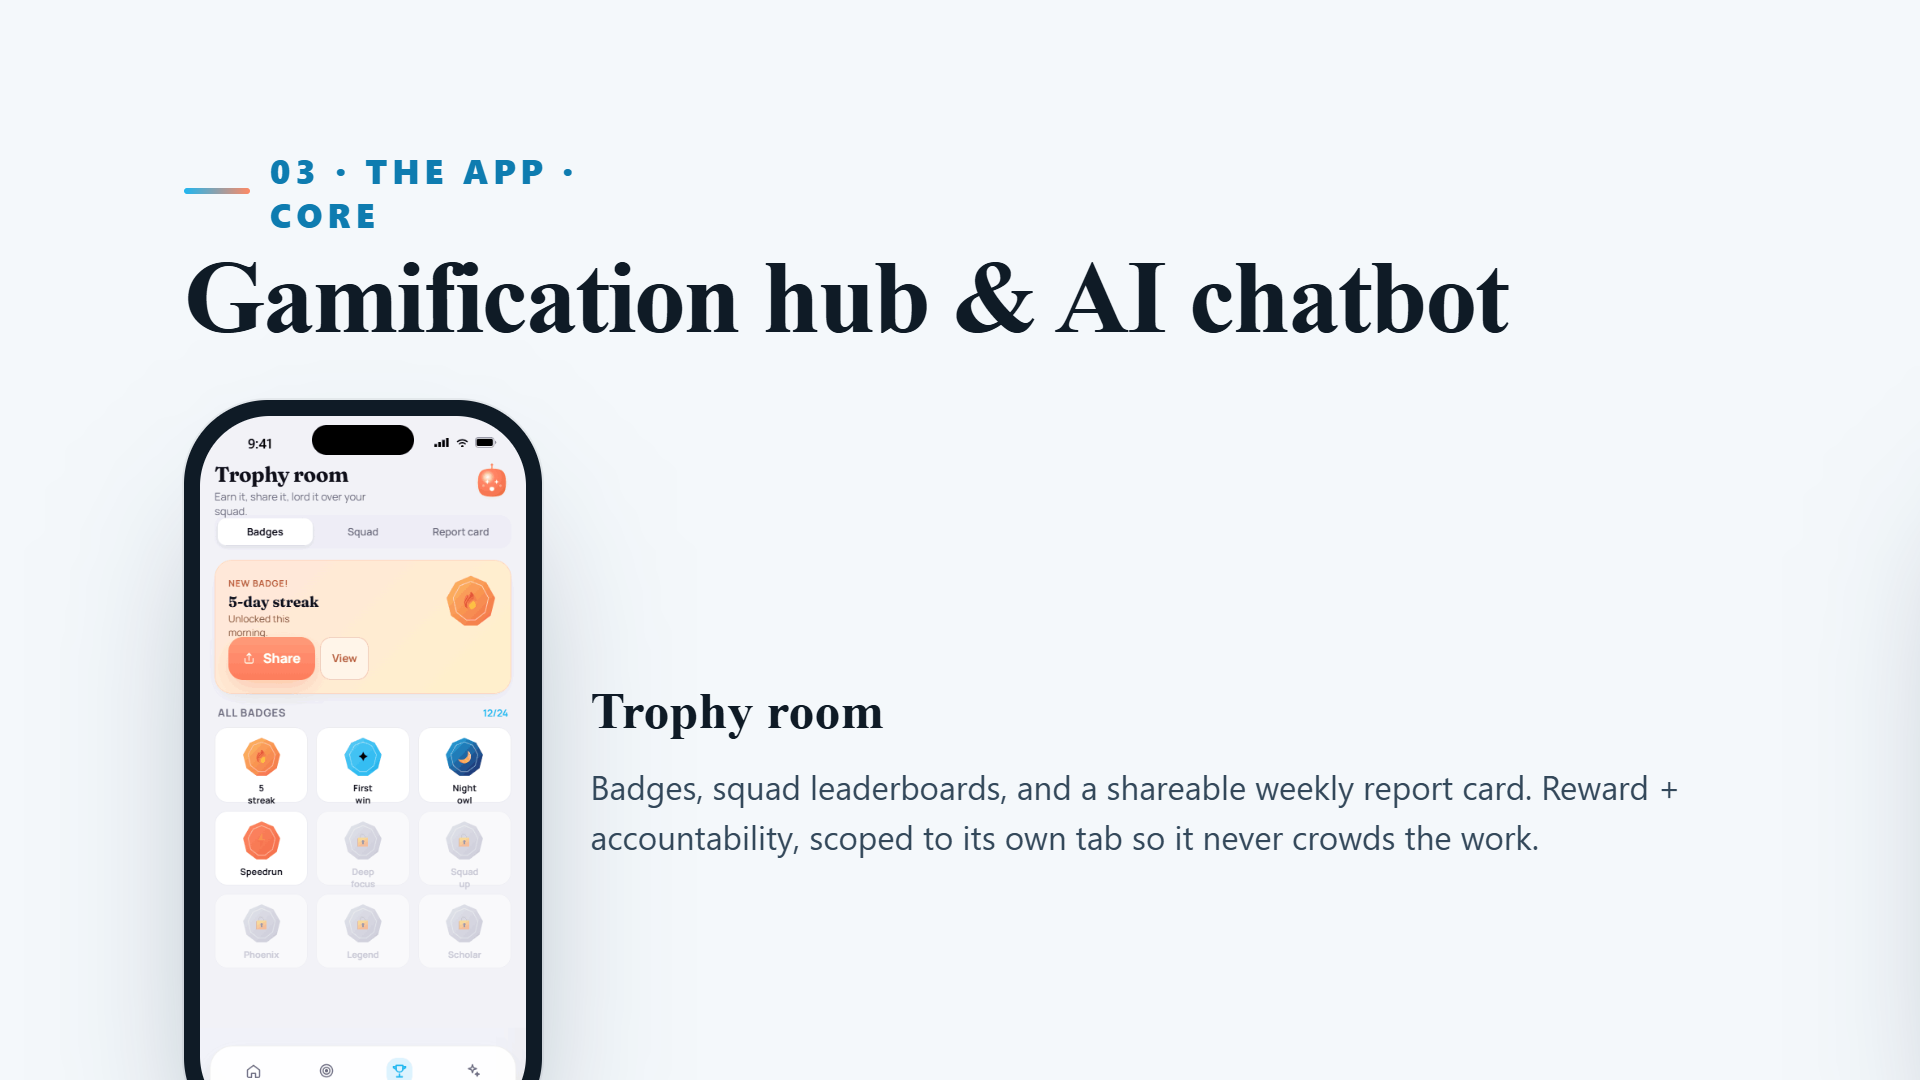 03 · THE APP ·
CORE
Gamification hub & AI chatbot
9:41
Trophy room
Earn it, share it, lord it over your
squad.
Badges
Squad
Report card
NEW BADGE!
5-day streak
Unlocked this
morning.
Share
View
ALL BADGES
12/24
5
streak
First
win
Night
owl
Speedrun
Deep
focus
Squad
up
Phoenix
Legend
Scholar
Trophy room
Badges, squad leaderboards, and a shareable weekly report card. Reward +
accountability, scoped to its own tab so it never crowds the work.